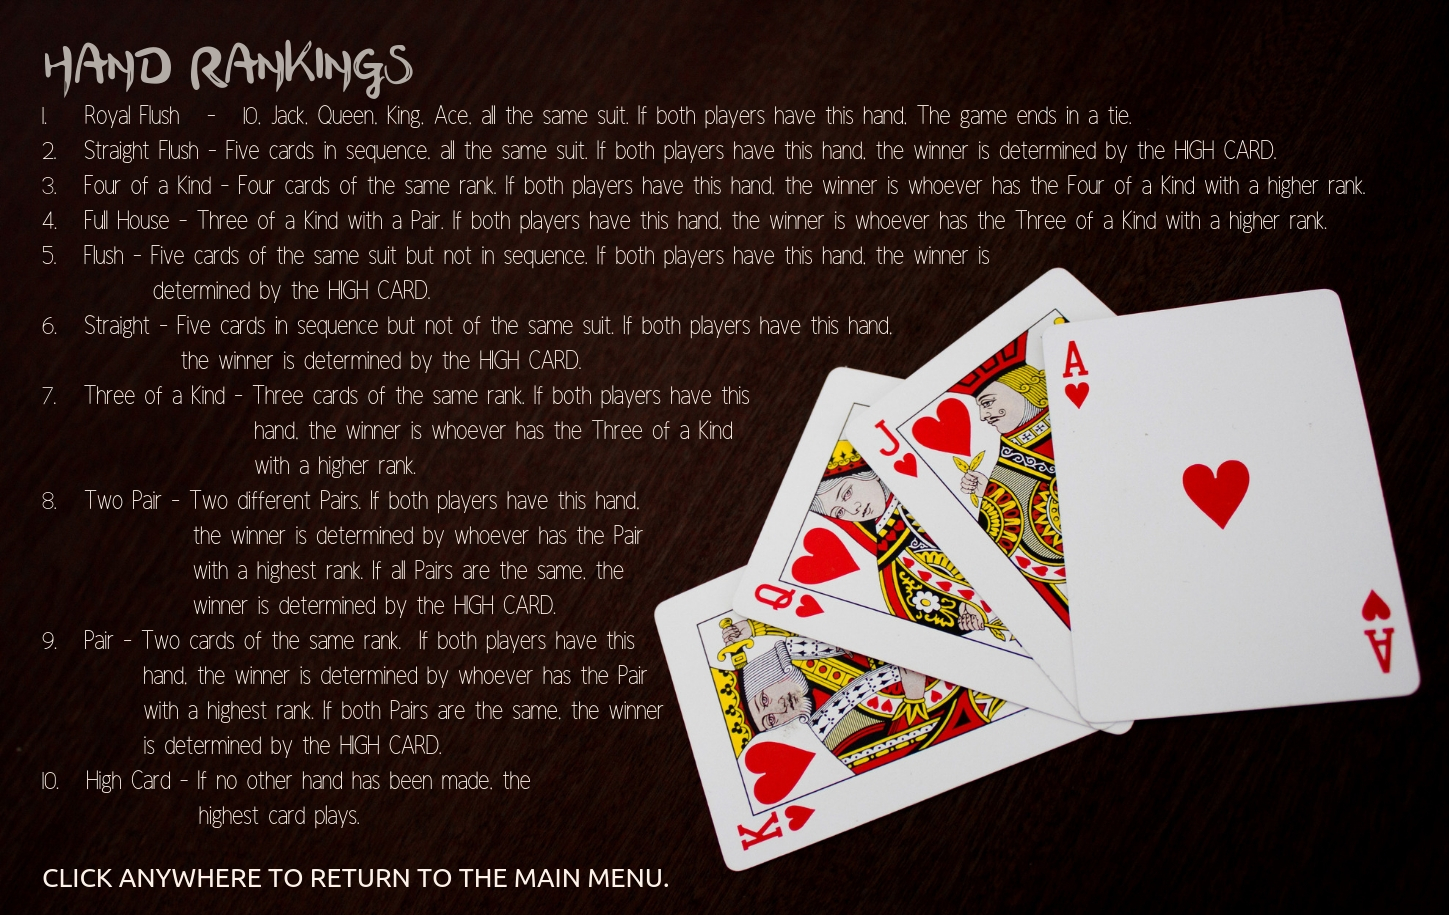 HAND RANKINGS
1. Royal Flush - 10, Jack, Queen, King, Ace, all the same suit. If both players have this hand, The game ends in a tie.
2. Straight Flush - Five cards in sequence, all the same suit. If both players have this hand, the winner is determined by the HIGH CARD.
3. Four of a Kind - Four cards of the same rank. If both players have this hand, the winner is whoever has the Four of a Kind with a higher rank.
4. Full House - Three of a Kind with a Pair. If both players have this hand, the winner is whoever has the Three of a Kind with a higher rank.
5. Flush - Five cards of the same suit but not in sequence. If both players have this hand, the winner is
determined by the HIGH CARD.
6. Straight - Five cards in sequence but not of the same suit. If both players have this hand,
the winner is determined by the HIGH CARD.
7. Three of a Kind - Three cards of the same rank. If both players have this
hand, the winner is whoever has the Three of a Kind
with a higher rank.
8. Two Pair - Two different Pairs. If both players have this hand,
the winner is determined by whoever has the Pair
with a highest rank. If all Pairs are the same, the
winner is determined by the HIGH CARD.
9. Pair - Two cards of the same rank. If both players have this
hand, the winner is determined by whoever has the Pair
with a highest rank. If both Pairs are the same, the winner
is determined by the HIGH CARD.
10. High Card - If no other hand has been made, the
highest card plays.
CLICK ANYWHERE TO RETURN TO THE MAIN MENU.
A
J
Q
K
A